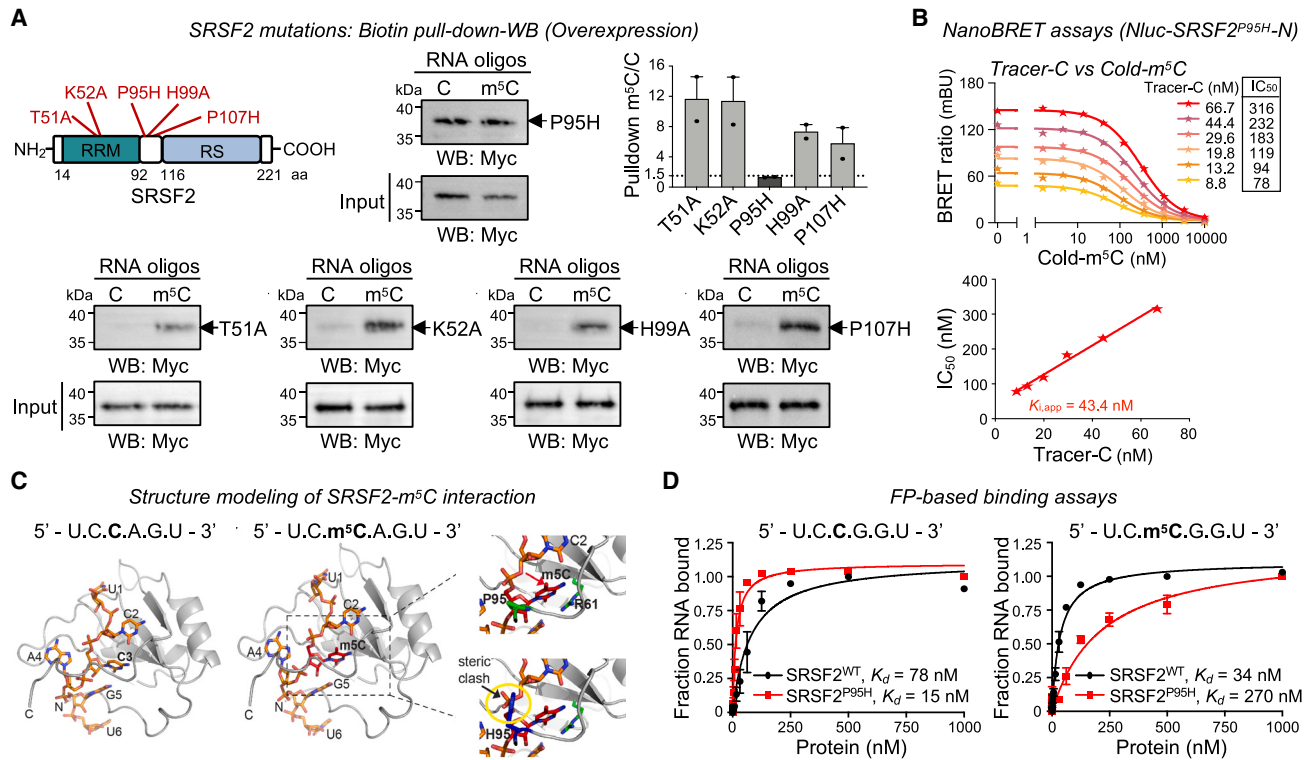 A
SRSF2 mutations: Biotin pull-down-WB (Overexpression)
K52A P95H H99A
T51A P107H
NH₂ RRM RS COOH
14 92 116 221 aa
SRSF2
RNA oligos
kDa C m⁵C
40
35
P95H
WB: Myc
Input
40
35
WB: Myc
Pulldown m⁵C/C
16
12
8
4
1.5
0
T51A
K52A
P95H
H99A
P107H
RNA oligos
kDa C m⁵C
40
35
T51A
WB: Myc
Input
40
35
WB: Myc
RNA oligos
kDa C m⁵C
40
35
K52A
WB: Myc
40
35
WB: Myc
RNA oligos
kDa C m⁵C
40
35
H99A
WB: Myc
40
35
WB: Myc
RNA oligos
kDa C m⁵C
40
35
P107H
WB: Myc
40
35
WB: Myc
B
NanoBRET assays (Nluc-SRSF2ᴾ⁹⁵ᴴ-N)
Tracer-C vs Cold-m⁵C
Tracer-C (nM) IC₅₀
66.7 316
44.4 232
29.6 183
19.8 119
13.2 94
8.8 78
BRET ratio (mBU)
180
120
60
0
0 1 10 100 1000 10000
Cold-m⁵C (nM)
IC₅₀ (nM)
400
300
200
100
0
Ki,app = 43.4 nM
0 20 40 60 80
Tracer-C (nM)
C
Structure modeling of SRSF2-m⁵C interaction
5’ - U.C.C.A.G.U - 3’
U1
C2
A4
C3
G5
N
C
U6
5’ - U.C.m⁵C.A.G.U - 3’
U1
C2
A4
m5C
G5
N
C
U6
C2
m5C
P95
R61
steric
clash
H95
D
FP-based binding assays
5’ - U.C.C.G.G.U - 3’
Fraction RNA bound
1.25
1.00
0.75
0.50
0.25
0
SRSF2ᵂᵀ, Kd = 78 nM
SRSF2ᴾ⁹⁵ᴴ, Kd = 15 nM
0 250 500 750 1000
Protein (nM)
5’ - U.C.m⁵C.G.G.U - 3’
Fraction RNA bound
1.25
1.00
0.75
0.50
0.25
0
SRSF2ᵂᵀ, Kd = 34 nM
SRSF2ᴾ⁹⁵ᴴ, Kd = 270 nM
0 250 500 750 1000
Protein (nM)